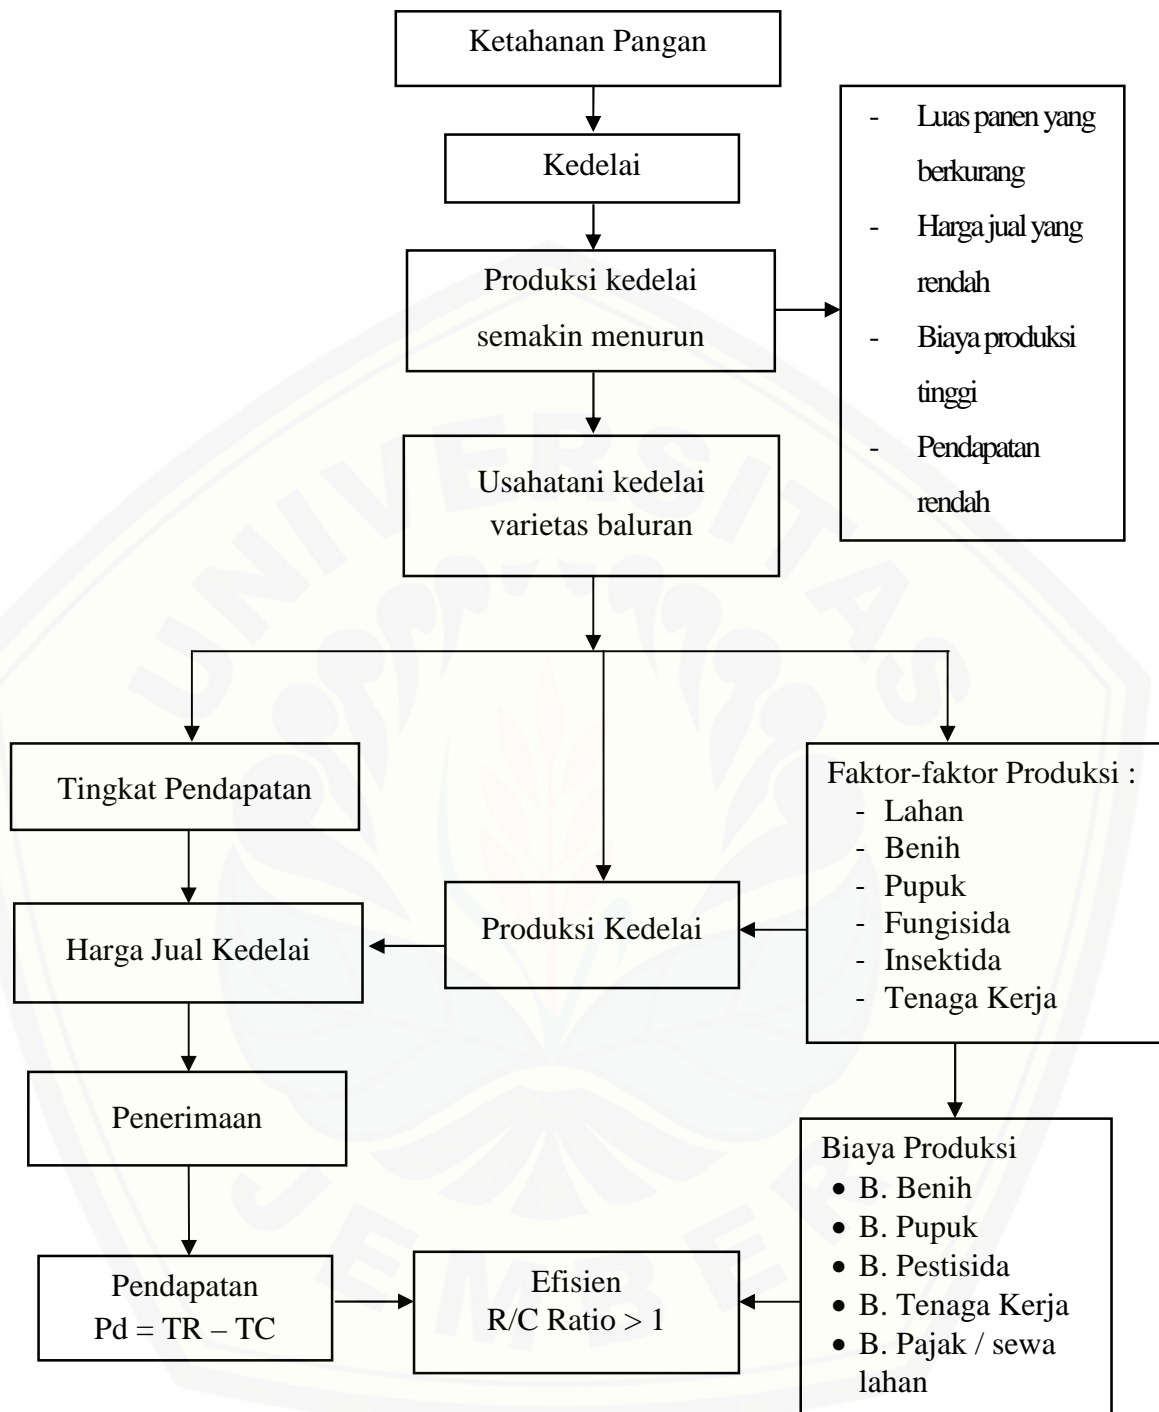 Ketahanan Pangan
Kedelai
Produksi kedelai
semakin menurun
- Luas panen yang
berkurang
- Harga jual yang
rendah
- Biaya produksi
tinggi
- Pendapatan
rendah
Usahatani kedelai
varietas baluran
Tingkat Pendapatan
Harga Jual Kedelai
Penerimaan
Pendapatan
Pd = TR – TC
Produksi Kedelai
Efisien
R/C Ratio > 1
Faktor-faktor Produksi :
- Lahan
- Benih
- Pupuk
- Fungisida
- Insektida
- Tenaga Kerja
Biaya Produksi
• B. Benih
• B. Pupuk
• B. Pestisida
• B. Tenaga Kerja
• B. Pajak / sewa
lahan
UNIVERSITAS
JEMBER